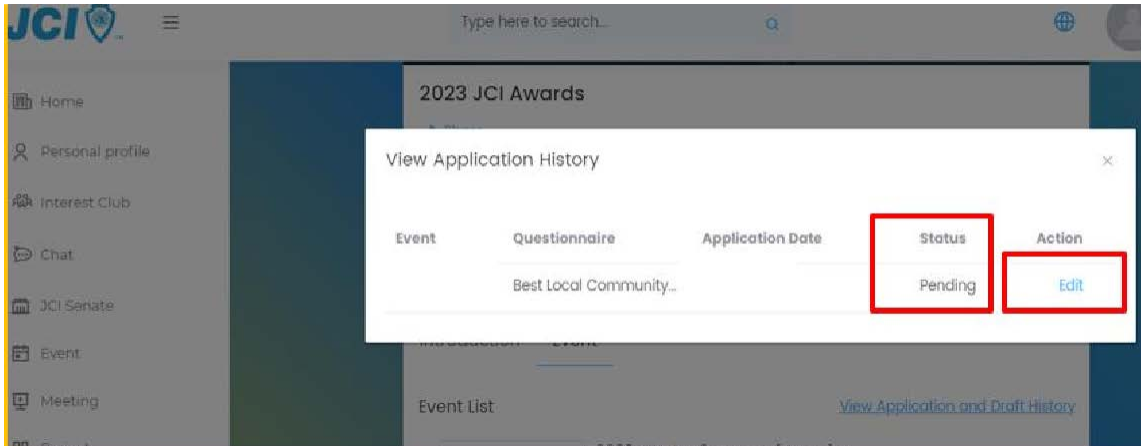 JCI
Type here to search...
Home
Personal profile
Interest Club
Chat
JCI Senate
Event
Meeting
2023 JCI Awards
View Application History
Event Questionnaire Application Date Status Action
Best Local Community... Pending Edit
Event List
View Application and Draft History